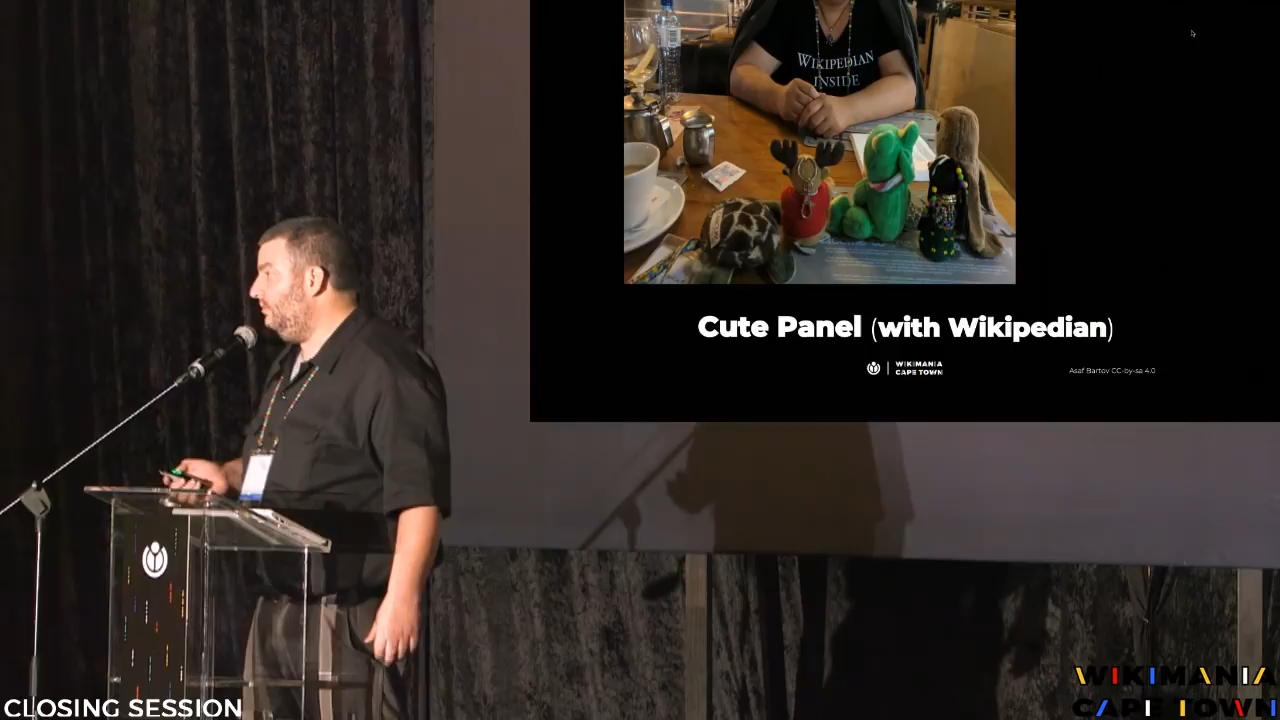 WIKIPEDIAN
INSIDE
Cute Panel (with Wikipedian)
WIKIMANIA
CAPE TOWN
Asaf Bartov CC-by-sa 4.0
CLOSING SESSION
WIKIMANIA
CAPE TOWN